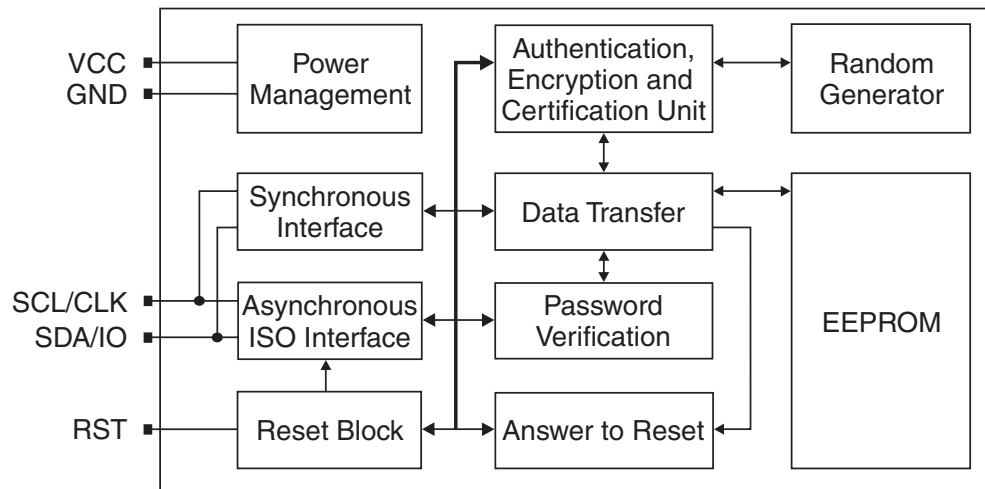 VCC
GND
Power
Management
Authentication,
Encryption and
Certification Unit
Random
Generator
Synchronous
Interface
Data Transfer
EEPROM
SCL/CLK
SDA/IO
Asynchronous
ISO Interface
Password
Verification
RST
Reset Block
Answer to Reset